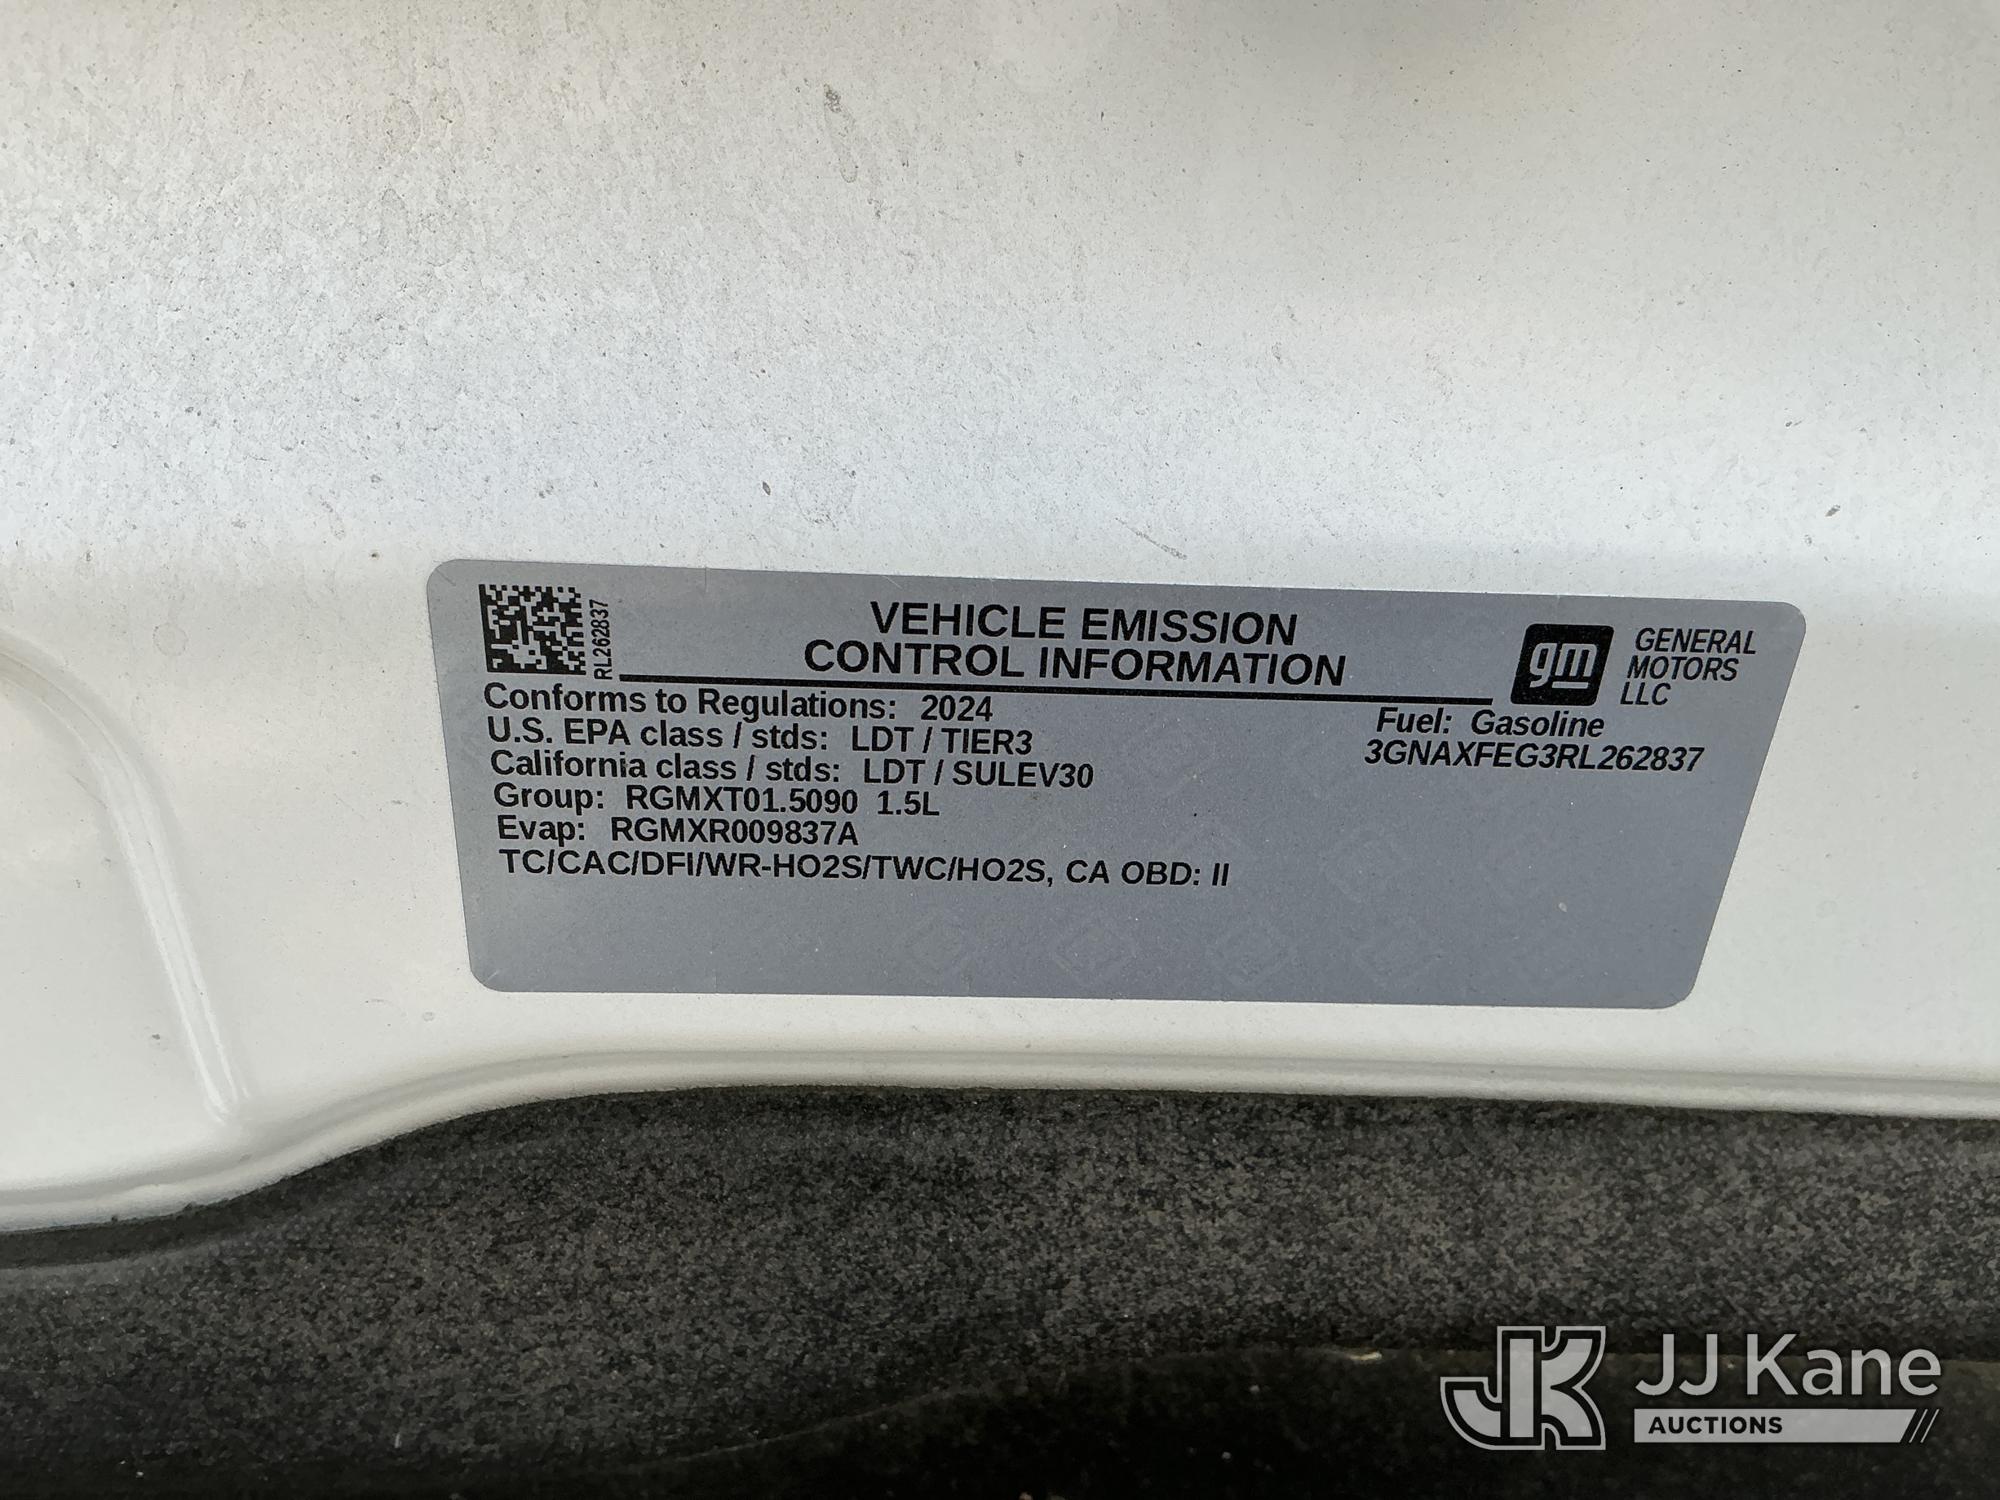 RL262837
VEHICLE EMISSION
CONTROL INFORMATION
gm
GENERAL
MOTORS
LLC
Conforms to Regulations: 2024
U.S. EPA class / stds: LDT / TIER3
California class / stds: LDT / SULEV30
Group: RGMXT01.5090 1.5L
Evap: RGMXR009837A
TC/CAC/DFI/WR-HO2S/TWC/HO2S, CA OBD: II
Fuel: Gasoline
3GNAXFEG3RL262837
JK
JJ Kane
AUCTIONS